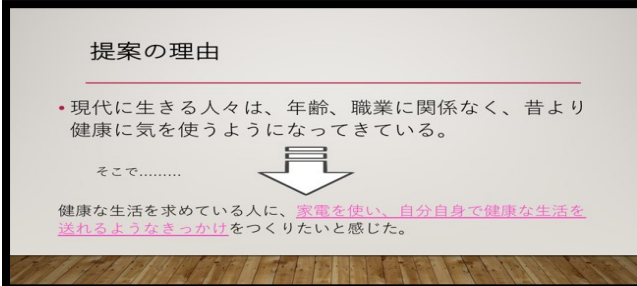 提案の理由
• 現代に生きる人々は、年齢、職業に関係なく、昔より
健康に気を使うようになってきている。
そこで………
健康な生活を求めている人に、家電を使い、自分自身で健康な生活を
送れるようなきっかけをつくりたいと感じた。